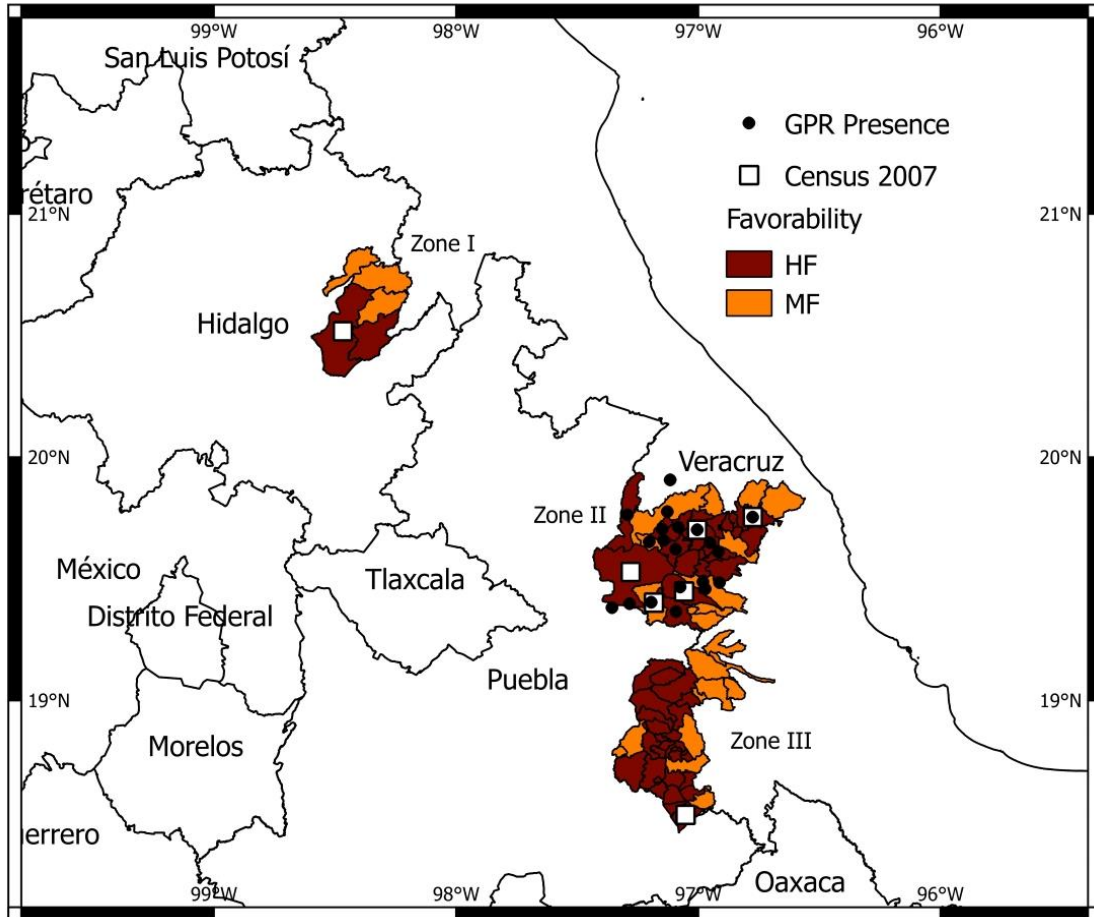 99°W 98°W 97°W 96°W
San Luis Potosí
GPR Presence
Census 2007
rétaro
21°N 21°N
Favorability
Zone I
HF
MF
Hidalgo
20°N 20°N
Veracruz
Zone II
México
Tlaxcala
Distrito Federal
Puebla
19°N 19°N
Zone III
Morelos
uerrero
Oaxaca
99°W 98°W 97°W 96°W